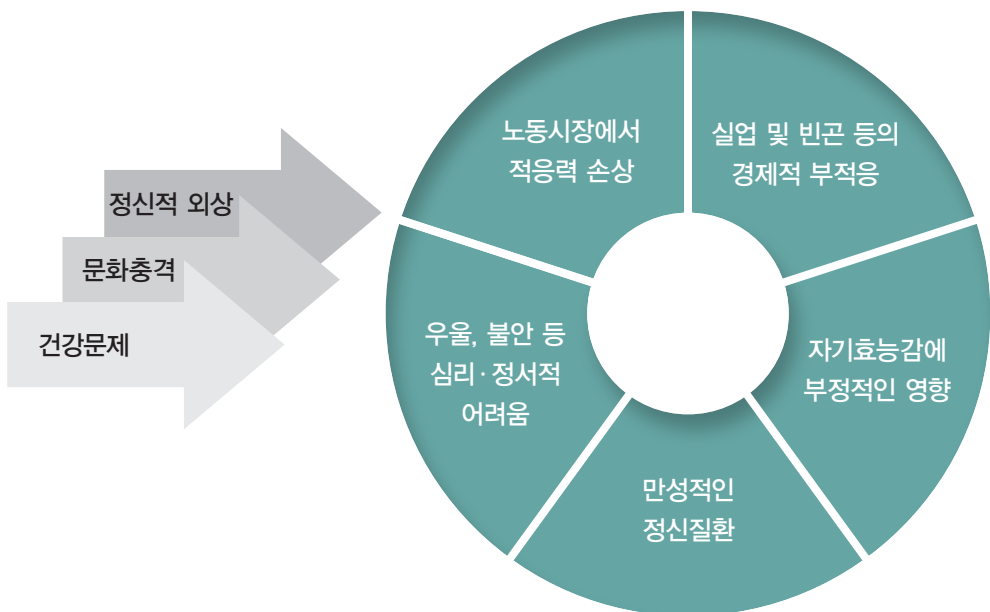 정신적 외상
문화충격
건강문제
노동시장에서
적응력 손상
실업 및 빈곤 등의
경제적 부적응
자기효능감에
부정적인 영향
만성적인
정신질환
우울, 불안 등
심리·정서적
어려움